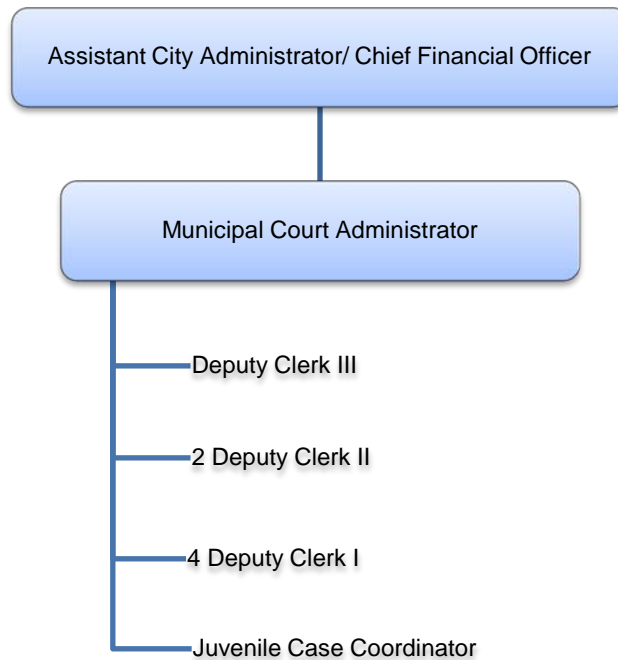 Assistant City Administrator/ Chief Financial Officer
Municipal Court Administrator
Deputy Clerk III
2 Deputy Clerk II
4 Deputy Clerk I
Juvenile Case Coordinator